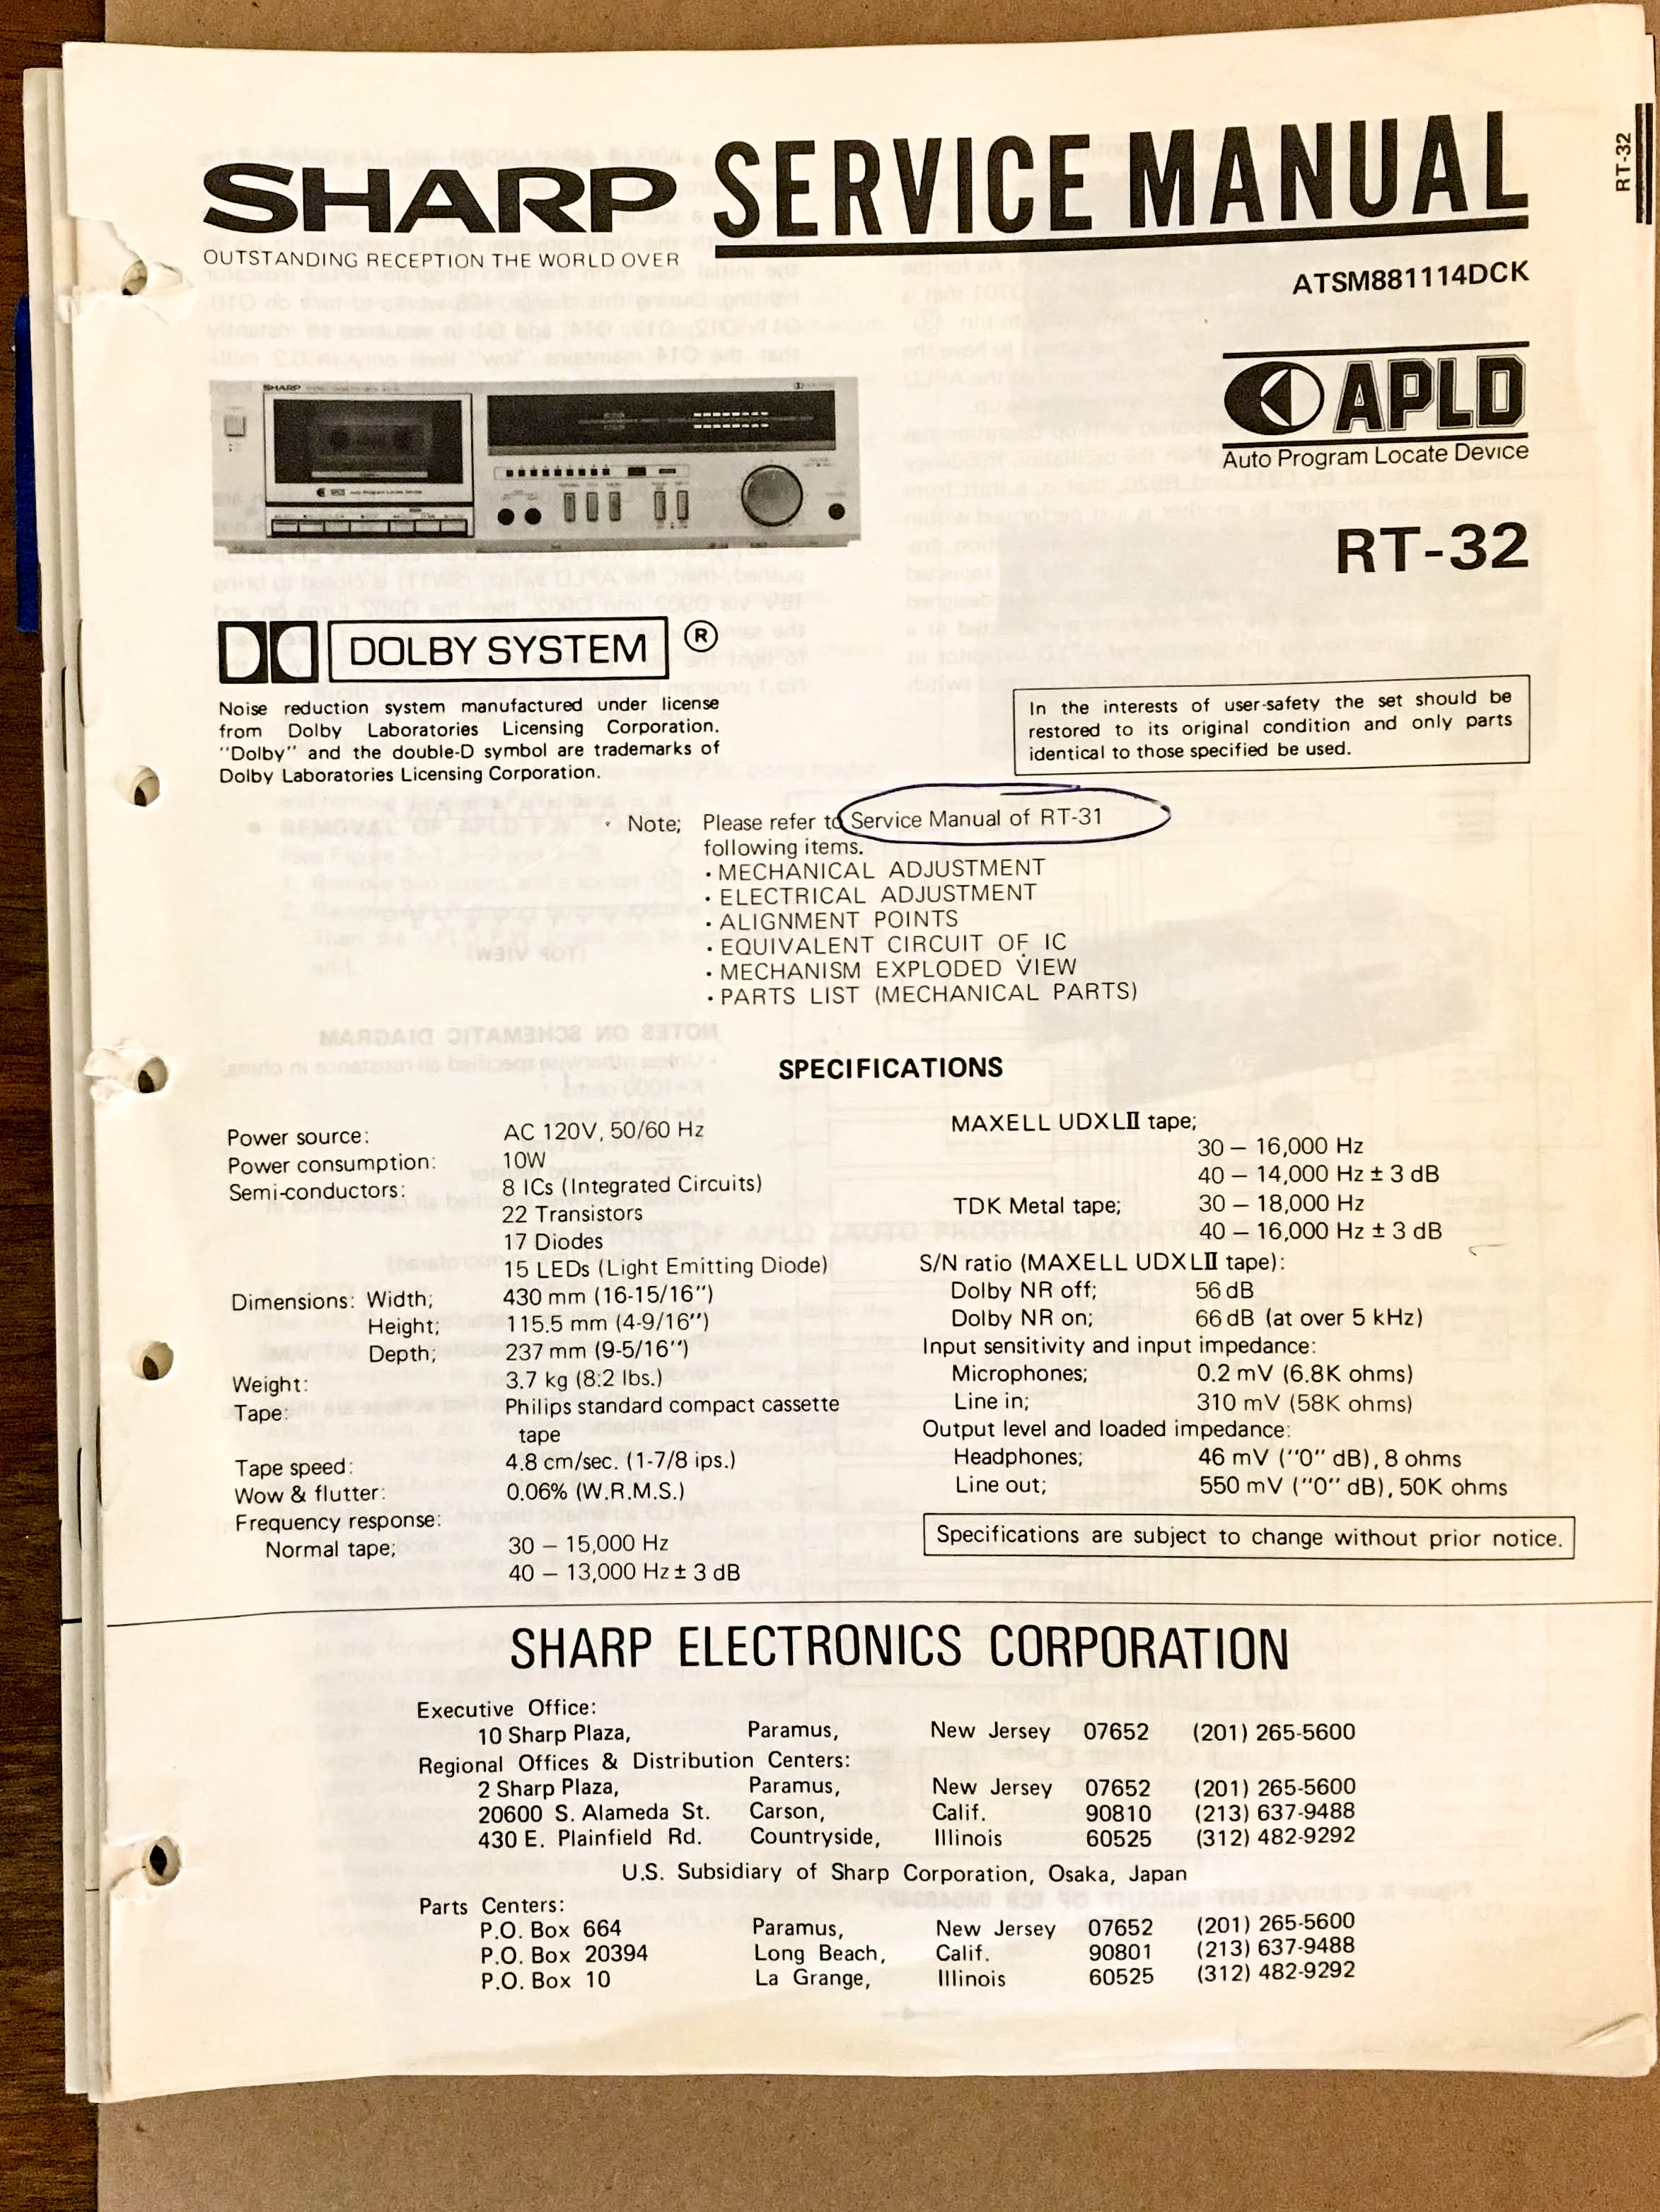 RT-32
SHARP SERVICE MANUAL
OUTSTANDING RECEPTION THE WORLD OVER
ATSM881114DCK
SHARP
APLD
Auto Program Locate Device
RT-32
DOLBY SYSTEM ®
Noise reduction system manufactured under license
from Dolby Laboratories Licensing Corporation.
"Dolby" and the double-D symbol are trademarks of
Dolby Laboratories Licensing Corporation.
In the interests of user-safety the set should be
restored to its original condition and only parts
identical to those specified be used.
Note; Please refer to Service Manual of RT-31
following items.
· MECHANICAL ADJUSTMENT
· ELECTRICAL ADJUSTMENT
· ALIGNMENT POINTS
· EQUIVALENT CIRCUIT OF IC
· MECHANISM EXPLODED VIEW
· PARTS LIST (MECHANICAL PARTS)
SPECIFICATIONS
Power source: AC 120V, 50/60 Hz
Power consumption: 10W
Semi-conductors: 8 ICs (Integrated Circuits)
22 Transistors
17 Diodes
15 LEDs (Light Emitting Diode)
Dimensions: Width; 430 mm (16-15/16")
Height; 115.5 mm (4-9/16")
Depth; 237 mm (9-5/16")
Weight: 3.7 kg (8:2 lbs.)
Tape: Philips standard compact cassette
tape
Tape speed: 4.8 cm/sec. (1-7/8 ips.)
Wow & flutter: 0.06% (W.R.M.S.)
Frequency response:
Normal tape; 30 – 15,000 Hz
40 – 13,000 Hz ± 3 dB
MAXELL UDXLII tape;
30 – 16,000 Hz
40 – 14,000 Hz ± 3 dB
TDK Metal tape; 30 – 18,000 Hz
40 – 16,000 Hz ± 3 dB
S/N ratio (MAXELL UDXLII tape):
Dolby NR off; 56 dB
Dolby NR on; 66 dB (at over 5 kHz)
Input sensitivity and input impedance:
Microphones; 0.2 mV (6.8K ohms)
Line in; 310 mV (58K ohms)
Output level and loaded impedance:
Headphones; 46 mV ("0" dB), 8 ohms
Line out; 550 mV ("0" dB), 50K ohms
Specifications are subject to change without prior notice.
SHARP ELECTRONICS CORPORATION
Executive Office:
10 Sharp Plaza, Paramus, New Jersey 07652 (201) 265-5600
Regional Offices & Distribution Centers:
2 Sharp Plaza, Paramus, New Jersey 07652 (201) 265-5600
20600 S. Alameda St. Carson, Calif. 90810 (213) 637-9488
430 E. Plainfield Rd. Countryside, Illinois 60525 (312) 482-9292
U.S. Subsidiary of Sharp Corporation, Osaka, Japan
Parts Centers:
P.O. Box 664 Paramus, New Jersey 07652 (201) 265-5600
P.O. Box 20394 Long Beach, Calif. 90801 (213) 637-9488
P.O. Box 10 La Grange, Illinois 60525 (312) 482-9292